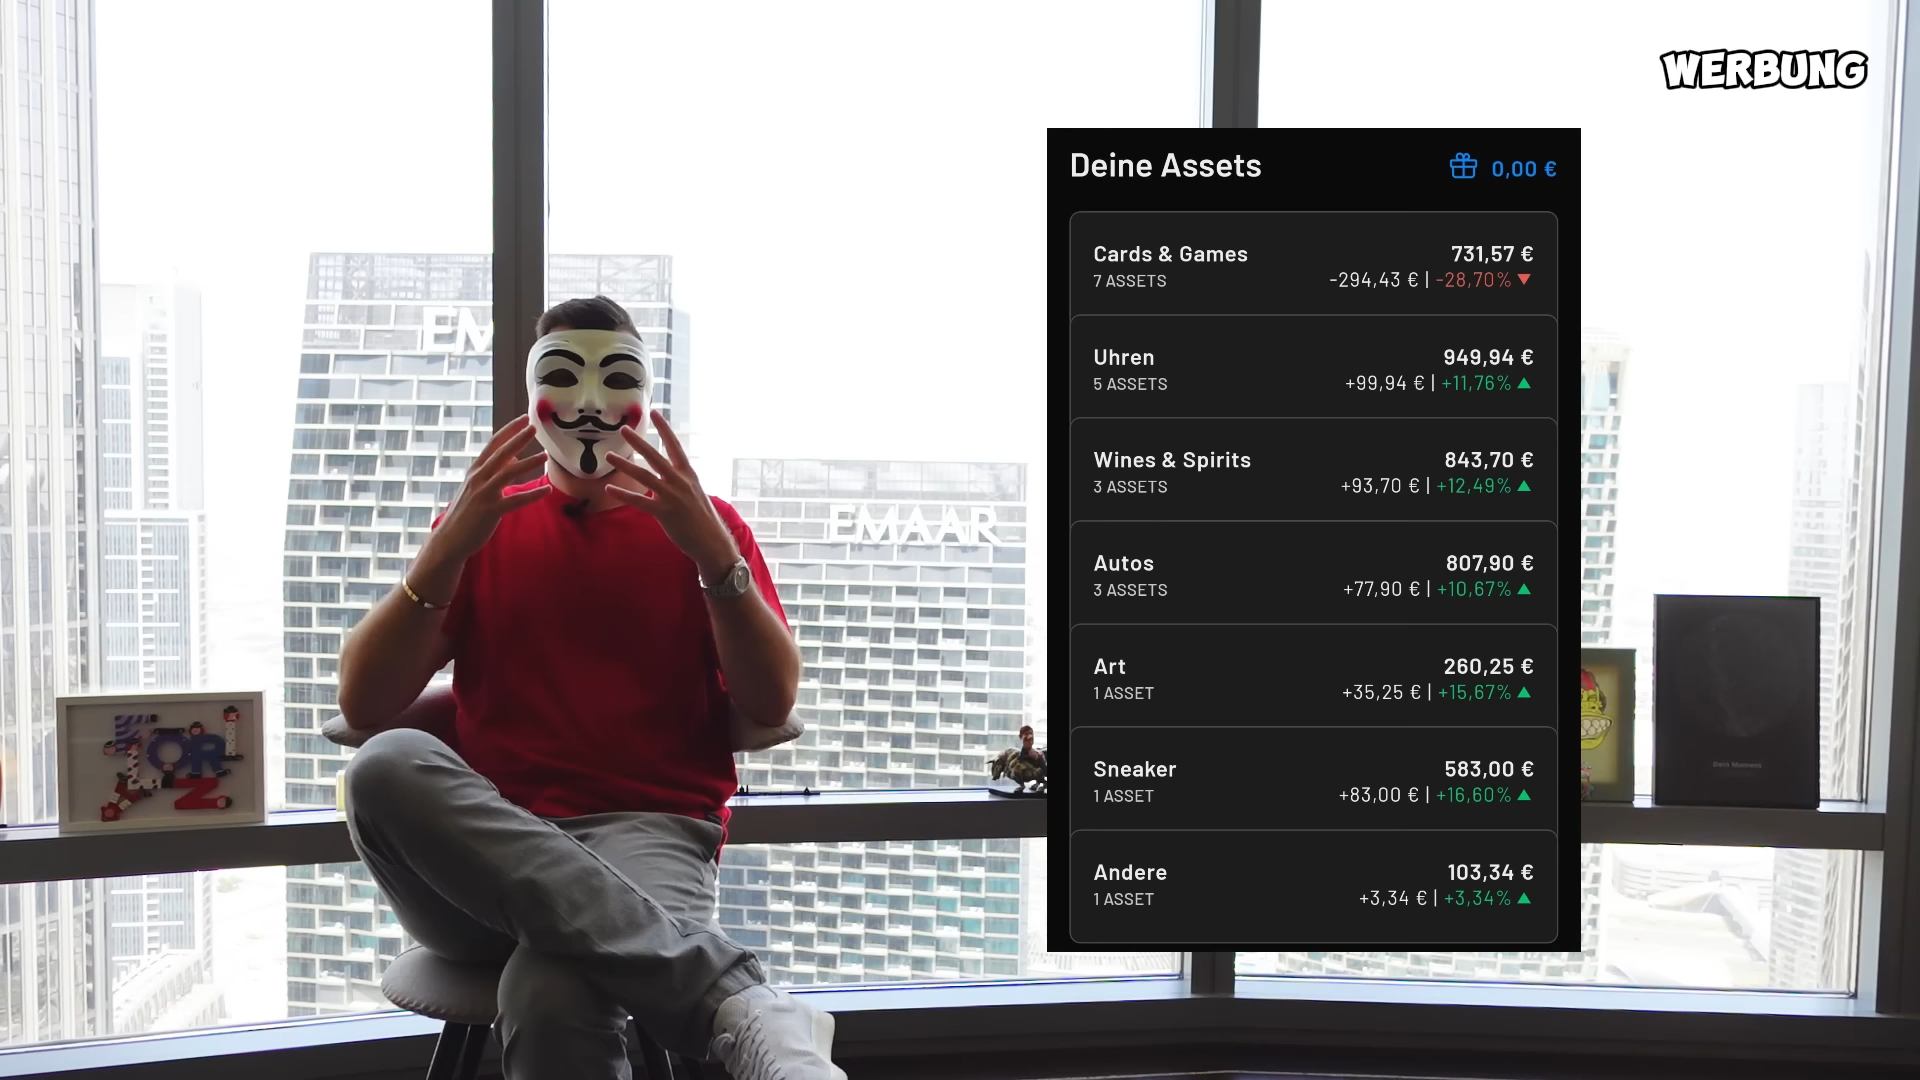 WERBUNG
Deine Assets
0,00 €
Cards & Games 731,57 €
7 ASSETS -294,43 € | -28,70% ▼
Uhren 949,94 €
5 ASSETS +99,94 € | +11,76% ▲
Wines & Spirits 843,70 €
3 ASSETS +93,70 € | +12,49% ▲
Autos 807,90 €
3 ASSETS +77,90 € | +10,67% ▲
Art 260,25 €
1 ASSET +35,25 € | +15,67% ▲
Sneaker 583,00 €
1 ASSET +83,00 € | +16,60% ▲
Andere 103,34 €
1 ASSET +3,34 € | +3,34% ▲
EM
EMAAR